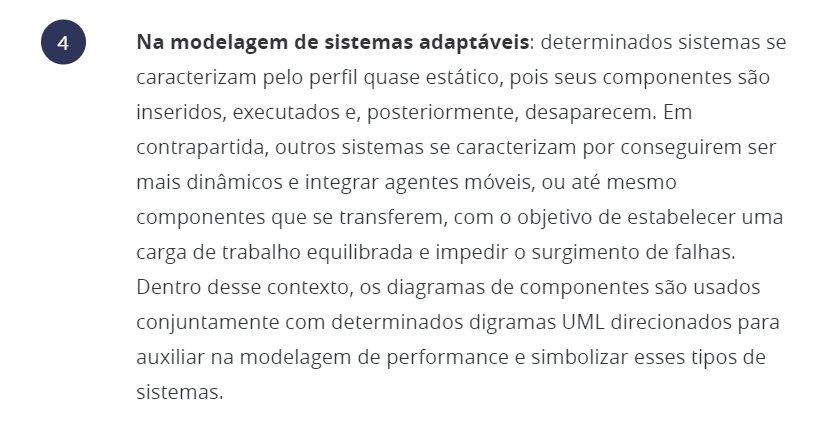 4
Na modelagem de sistemas adaptáveis: determinados sistemas se
caracterizam pelo perfil quase estático, pois seus componentes são
inseridos, executados e, posteriormente, desaparecem. Em
contrapartida, outros sistemas se caracterizam por conseguirem ser
mais dinâmicos e integrar agentes móveis, ou até mesmo
componentes que se transferem, com o objetivo de estabelecer uma
carga de trabalho equilibrada e impedir o surgimento de falhas.
Dentro desse contexto, os diagramas de componentes são usados
conjuntamente com determinados digramas UML direcionados para
auxiliar na modelagem de performance e simbolizar esses tipos de
sistemas.